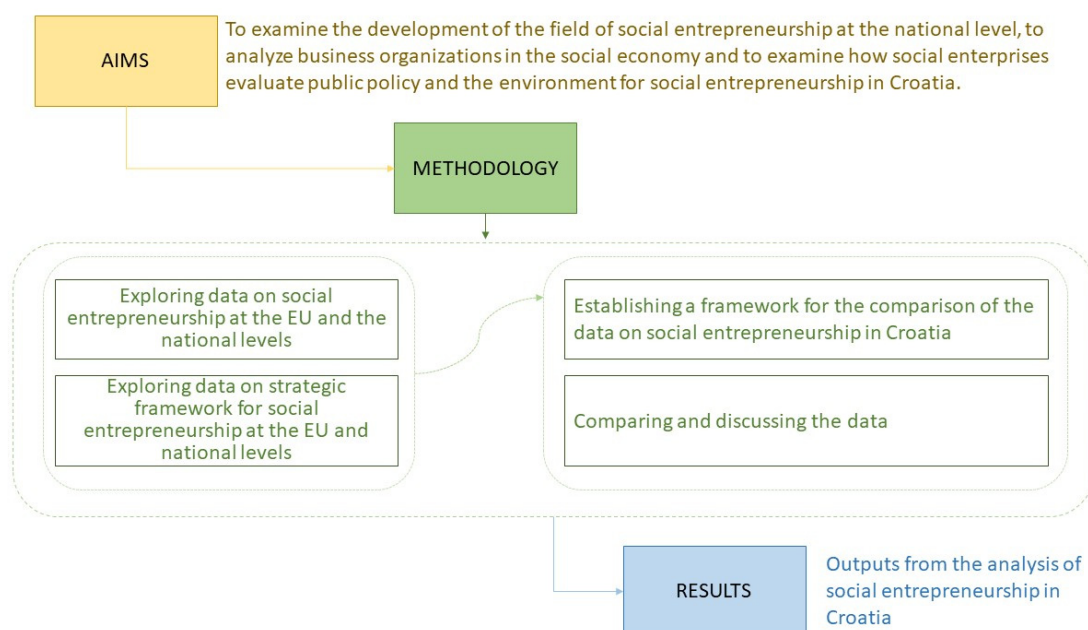 AIMS
To examine the development of the field of social entrepreneurship at the national level, to
analyze business organizations in the social economy and to examine how social enterprises
evaluate public policy and the environment for social entrepreneurship in Croatia.
METHODOLOGY
Exploring data on social
entrepreneurship at the EU and the
national levels
Exploring data on strategic
framework for social
entrepreneurship at the EU and
national levels
Establishing a framework for the comparison of the
data on social entrepreneurship in Croatia
Comparing and discussing the data
RESULTS
Outputs from the analysis of
social entrepreneurship in
Croatia